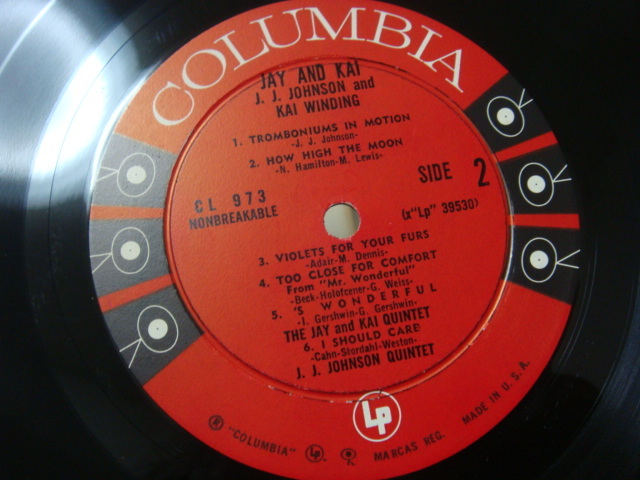 COLUMBIA
JAY AND KAI
J. J. JOHNSON and
KAI WINDING
1. TROMBONIUMS IN MOTION
-J. J. Johnson-
2. HOW HIGH THE MOON
-N. Hamilton-M. Lewis-
CL 973
NONBREAKABLE
SIDE 2
(x"Lp" 39530)
3. VIOLETS FOR YOUR FURS
-Adair-M. Dennis-
4. TOO CLOSE FOR COMFORT
From "Mr. Wonderful"
-Beck-Holofcener-G. Weiss-
5. 'S WONDERFUL
-I. Gershwin-G. Gershwin-
THE JAY and KAI QUINTET
6. I SHOULD CARE
-Cahn-Stordahl-Weston-
J. J. JOHNSON QUINTET
Lp
® "COLUMBIA" MARCAS REG. MADE IN U. S. A.